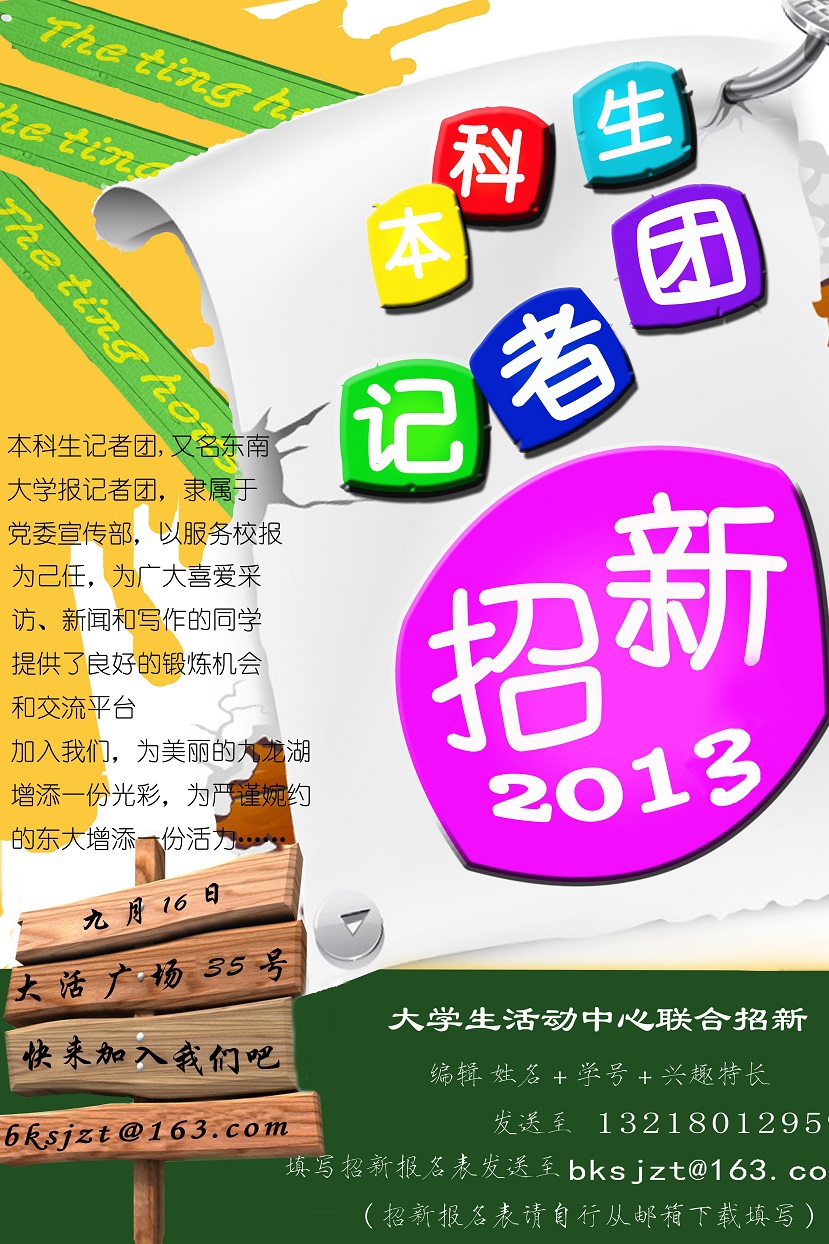 The ting ho
he ting
The ting hows
本科生
记者团
招新
2013
本科生记者团,又名东南
大学报记者团，隶属于
党委宣传部，以服务校报
为己任，为广大喜爱采
访、新闻和写作的同学
提供了良好的锻炼机会
和交流平台
加入我们，为美丽的九龙湖
增添一份光彩，为严谨婉约
的东大增添一份活力……
九月16日
大活广场35号
快来加入我们吧
bksjzt@163.com
大学生活动中心联合招新
编辑 姓名+学号+兴趣特长
发送至 13218012959
填写招新报名表发送至bksjzt@163.co
（招新报名表请自行从邮箱下载填写）